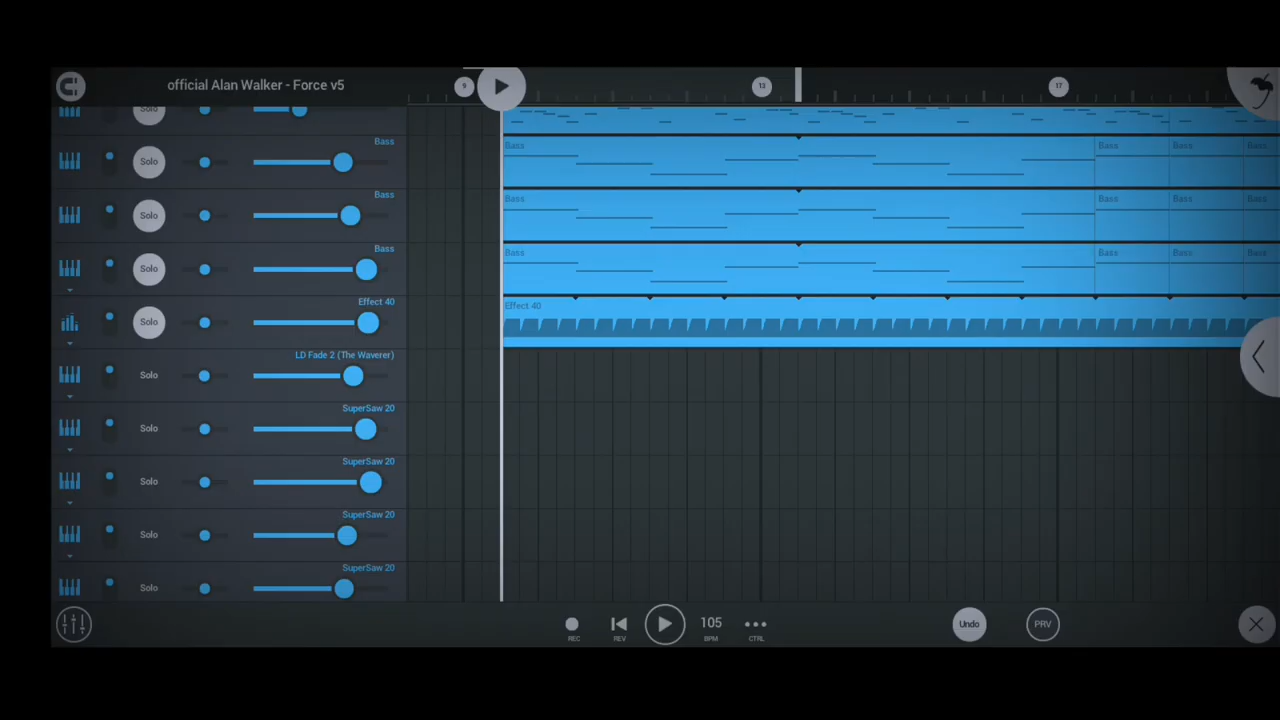 official Alan Walker - Force v5
9
13
17
Solo
Bass
Solo
Bass
Bass
Bass
Bass
Bass
Solo
Bass
Bass
Bass
Bass
Bass
Solo
Bass
Bass
Bass
Bass
Effect 40
Solo
Effect 40
LD Fade 2 (The Waverer)
Solo
SuperSaw 20
Solo
SuperSaw 20
Solo
SuperSaw 20
Solo
SuperSaw 20
Solo
REC
REV
105
BPM
CTRL
Undo
PRV